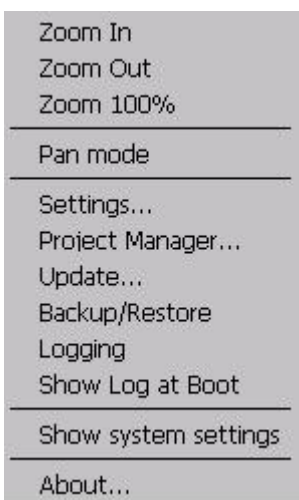 Zoom In
Zoom Out
Zoom 100%
Pan mode
Settings...
Project Manager...
Update...
Backup/Restore
Logging
Show Log at Boot
Show system settings
About...